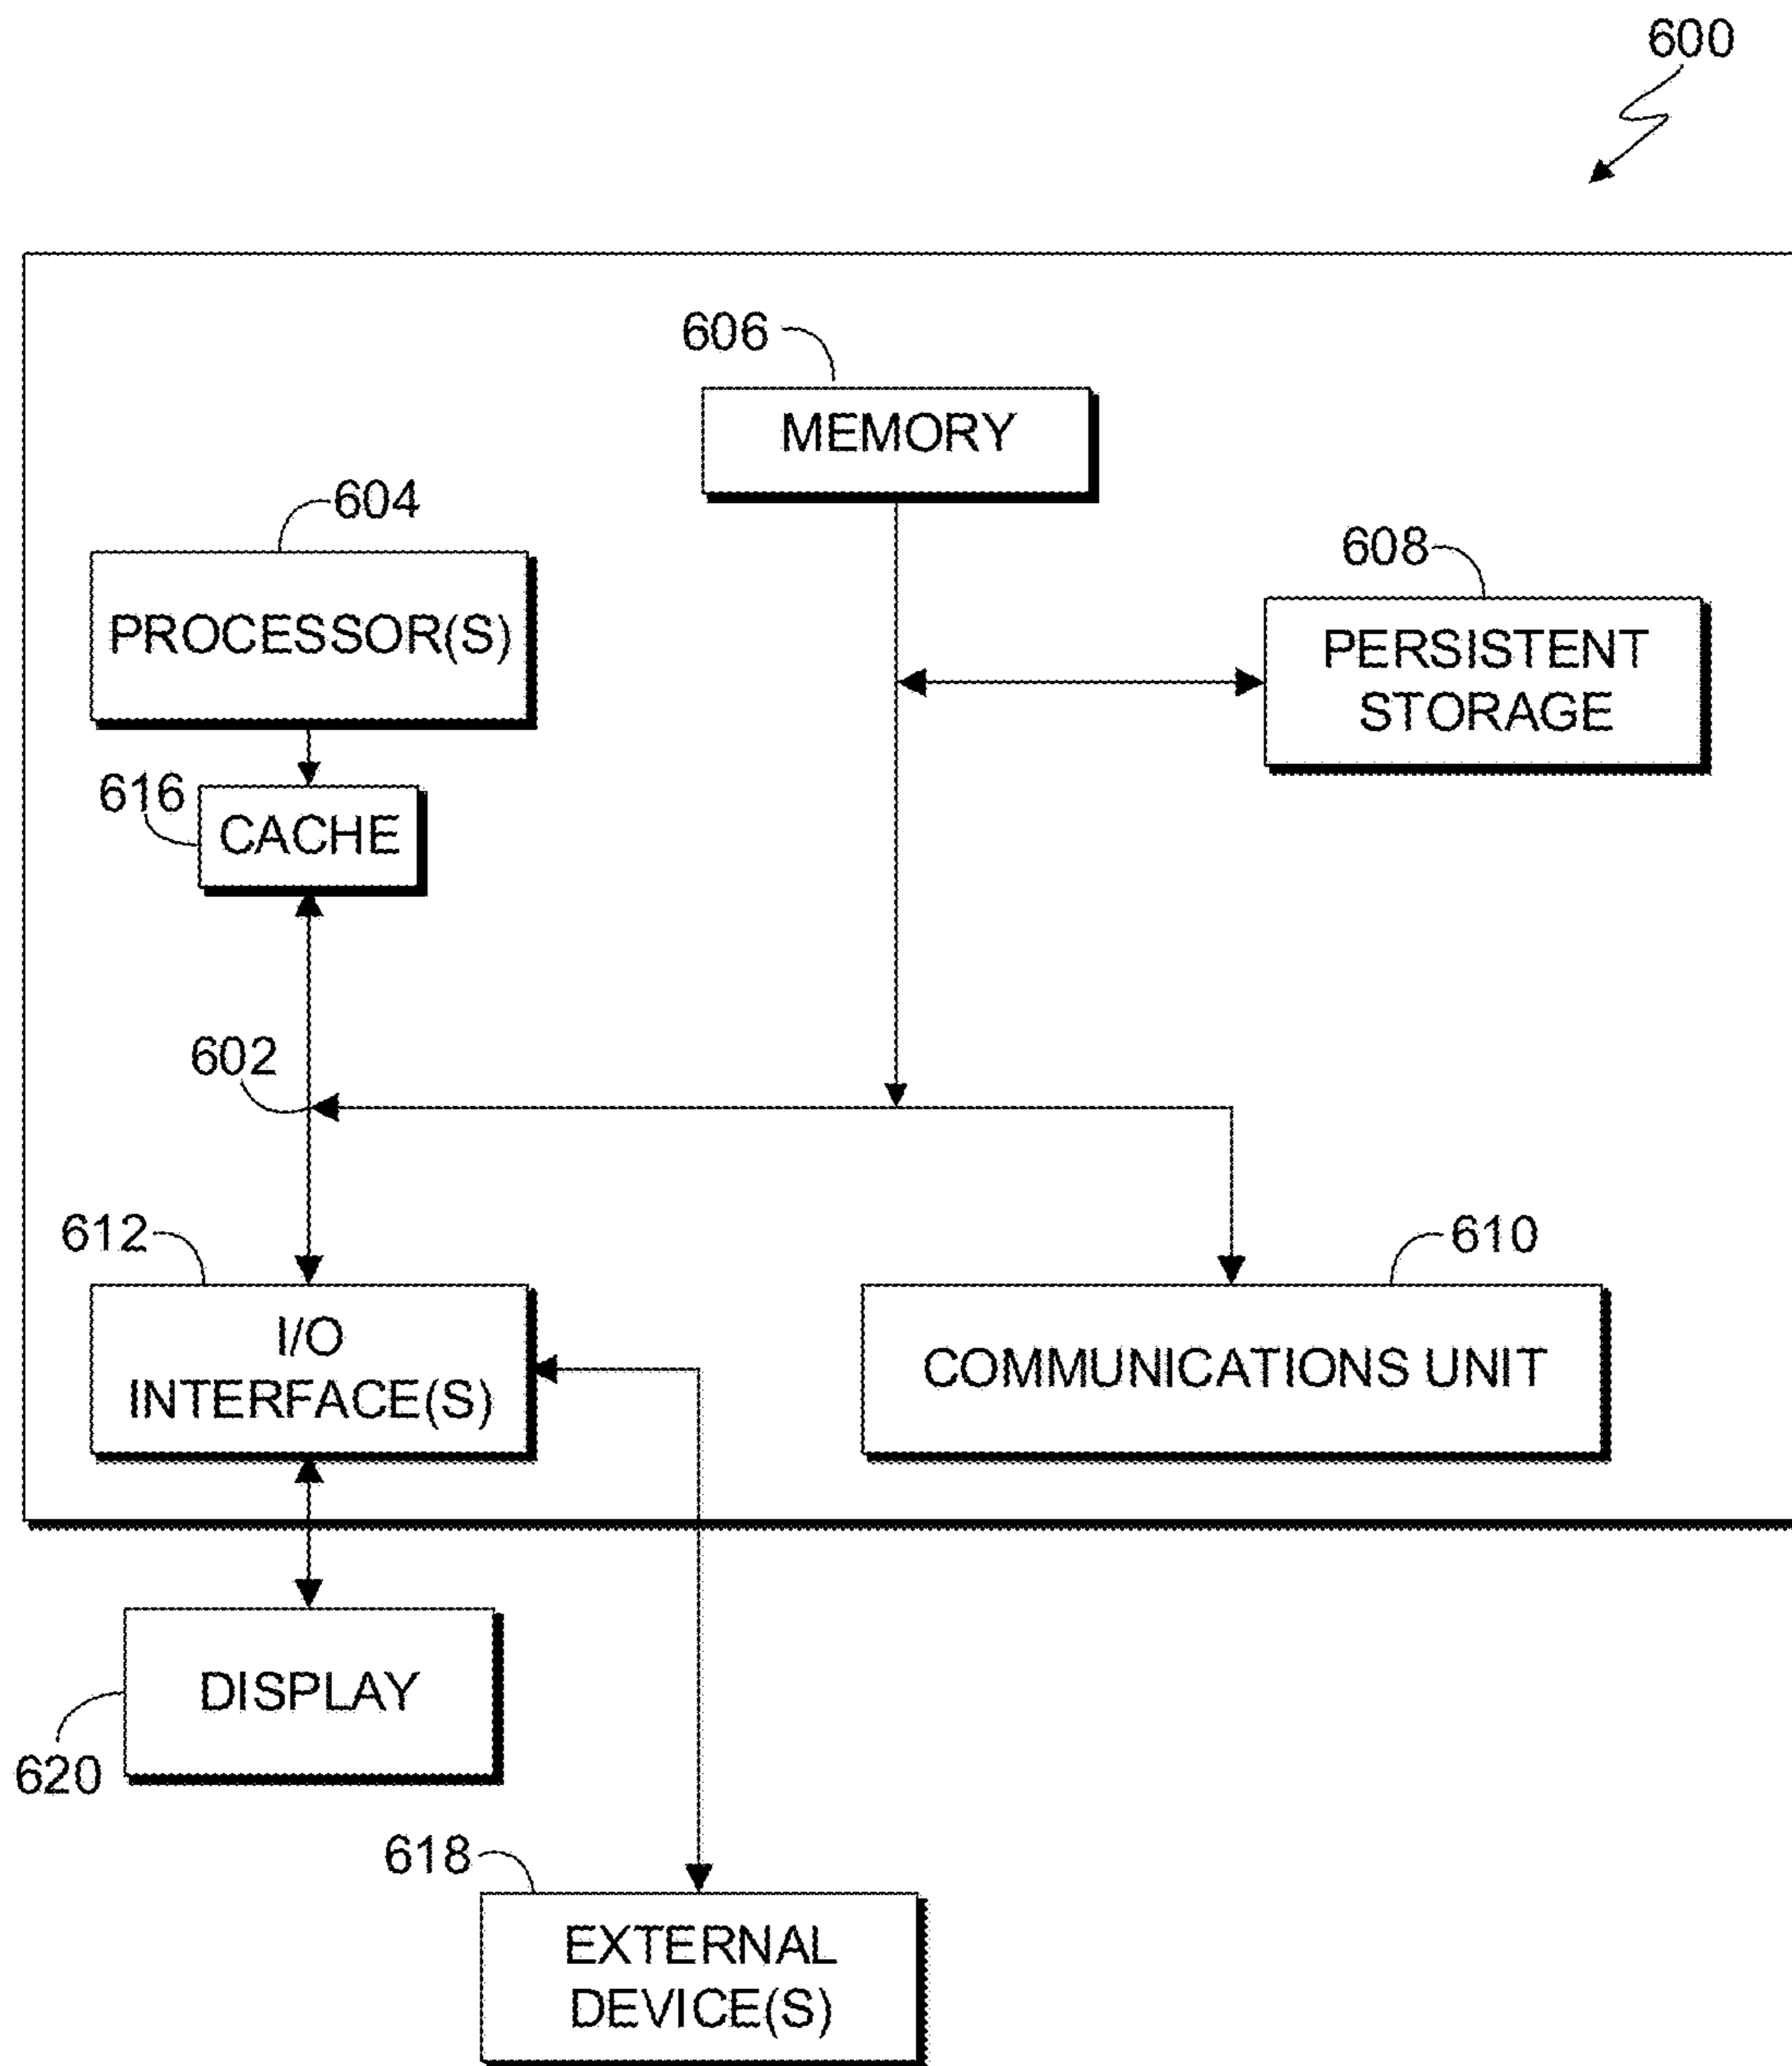 600
606
MEMORY
604
608
PROCESSOR(S)
PERSISTENT
STORAGE
616
CACHE
602
612
610
I/O
INTERFACE(S)
COMMUNICATIONS UNIT
DISPLAY
620
618
EXTERNAL
DEVICE(S)